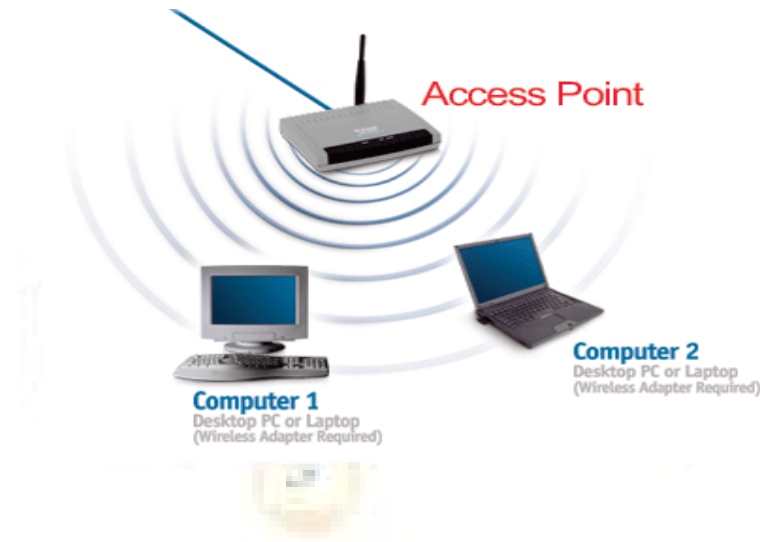 Access Point
Computer 2
Desktop PC or Laptop
(Wireless Adapter Required)
Computer 1
Desktop PC or Laptop
(Wireless Adapter Required)